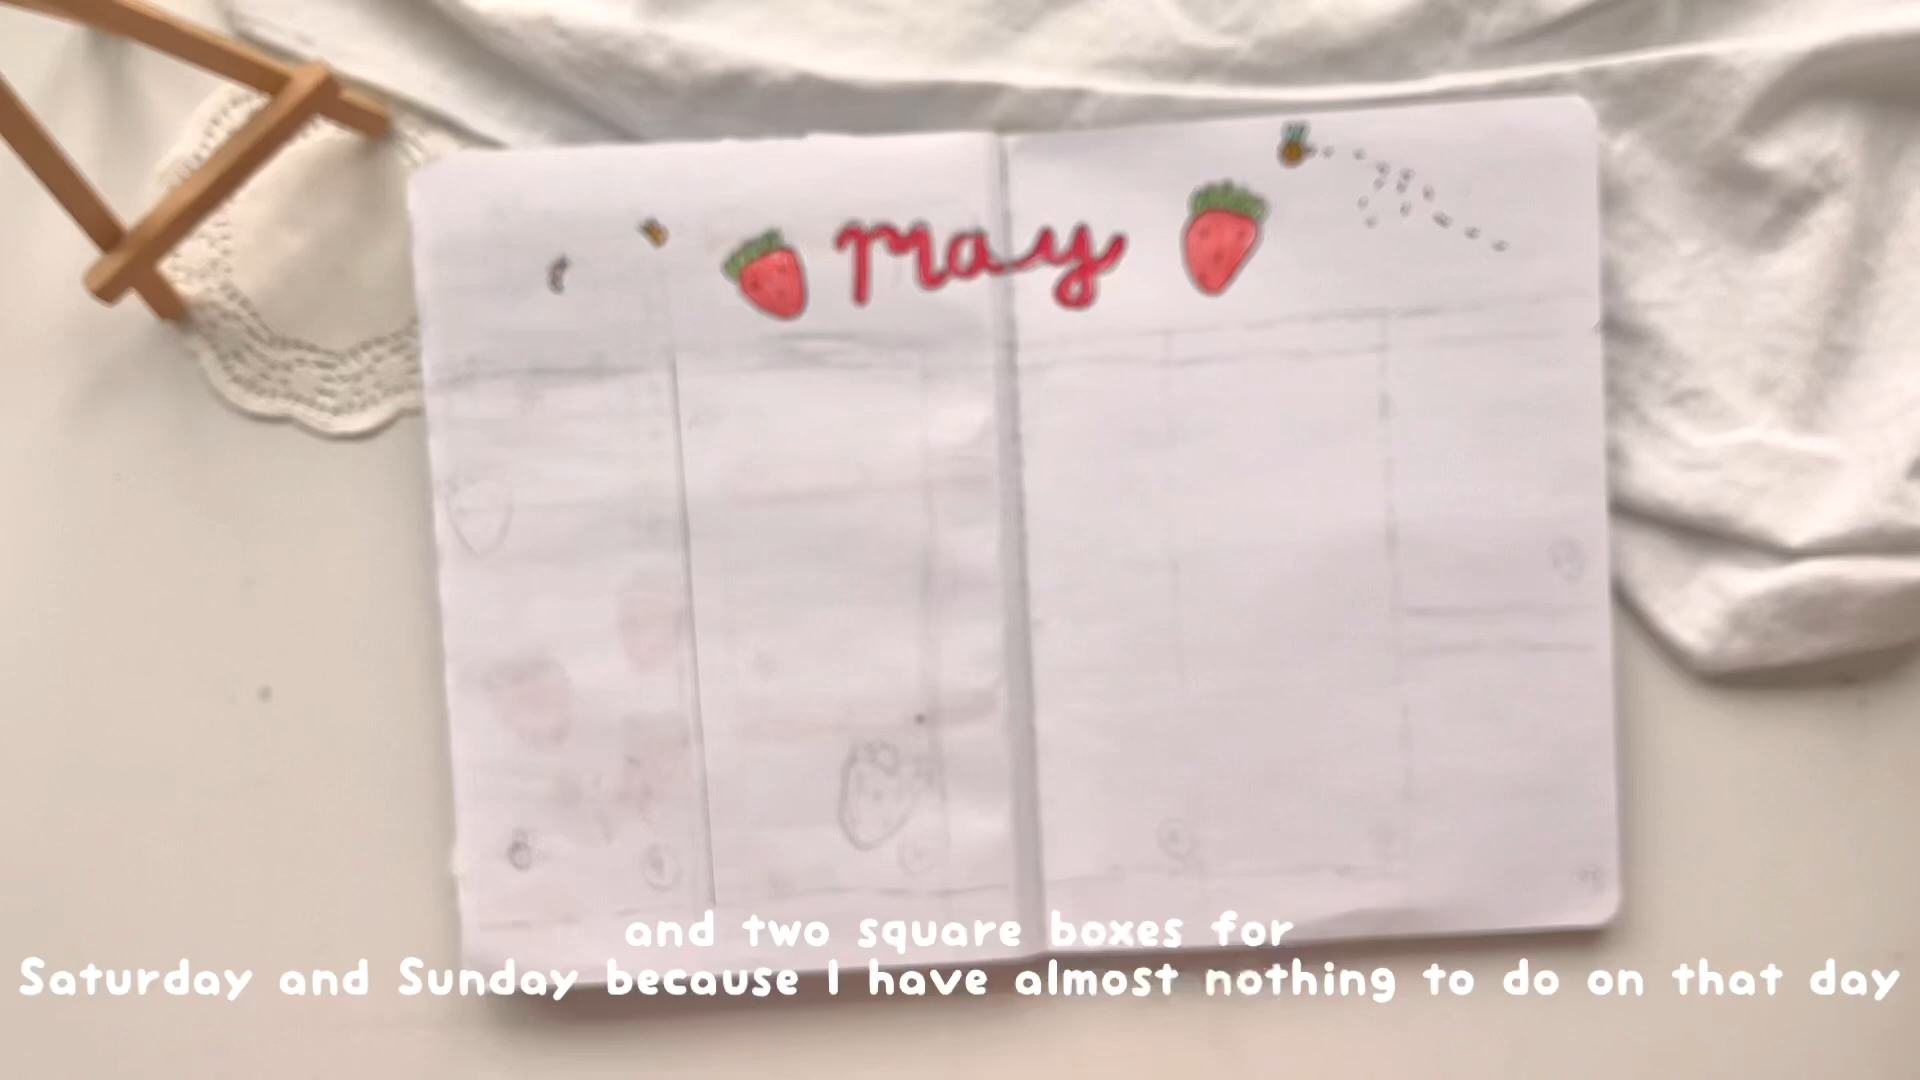 may
and two square boxes for
Saturday and Sunday because I have almost nothing to do on that day